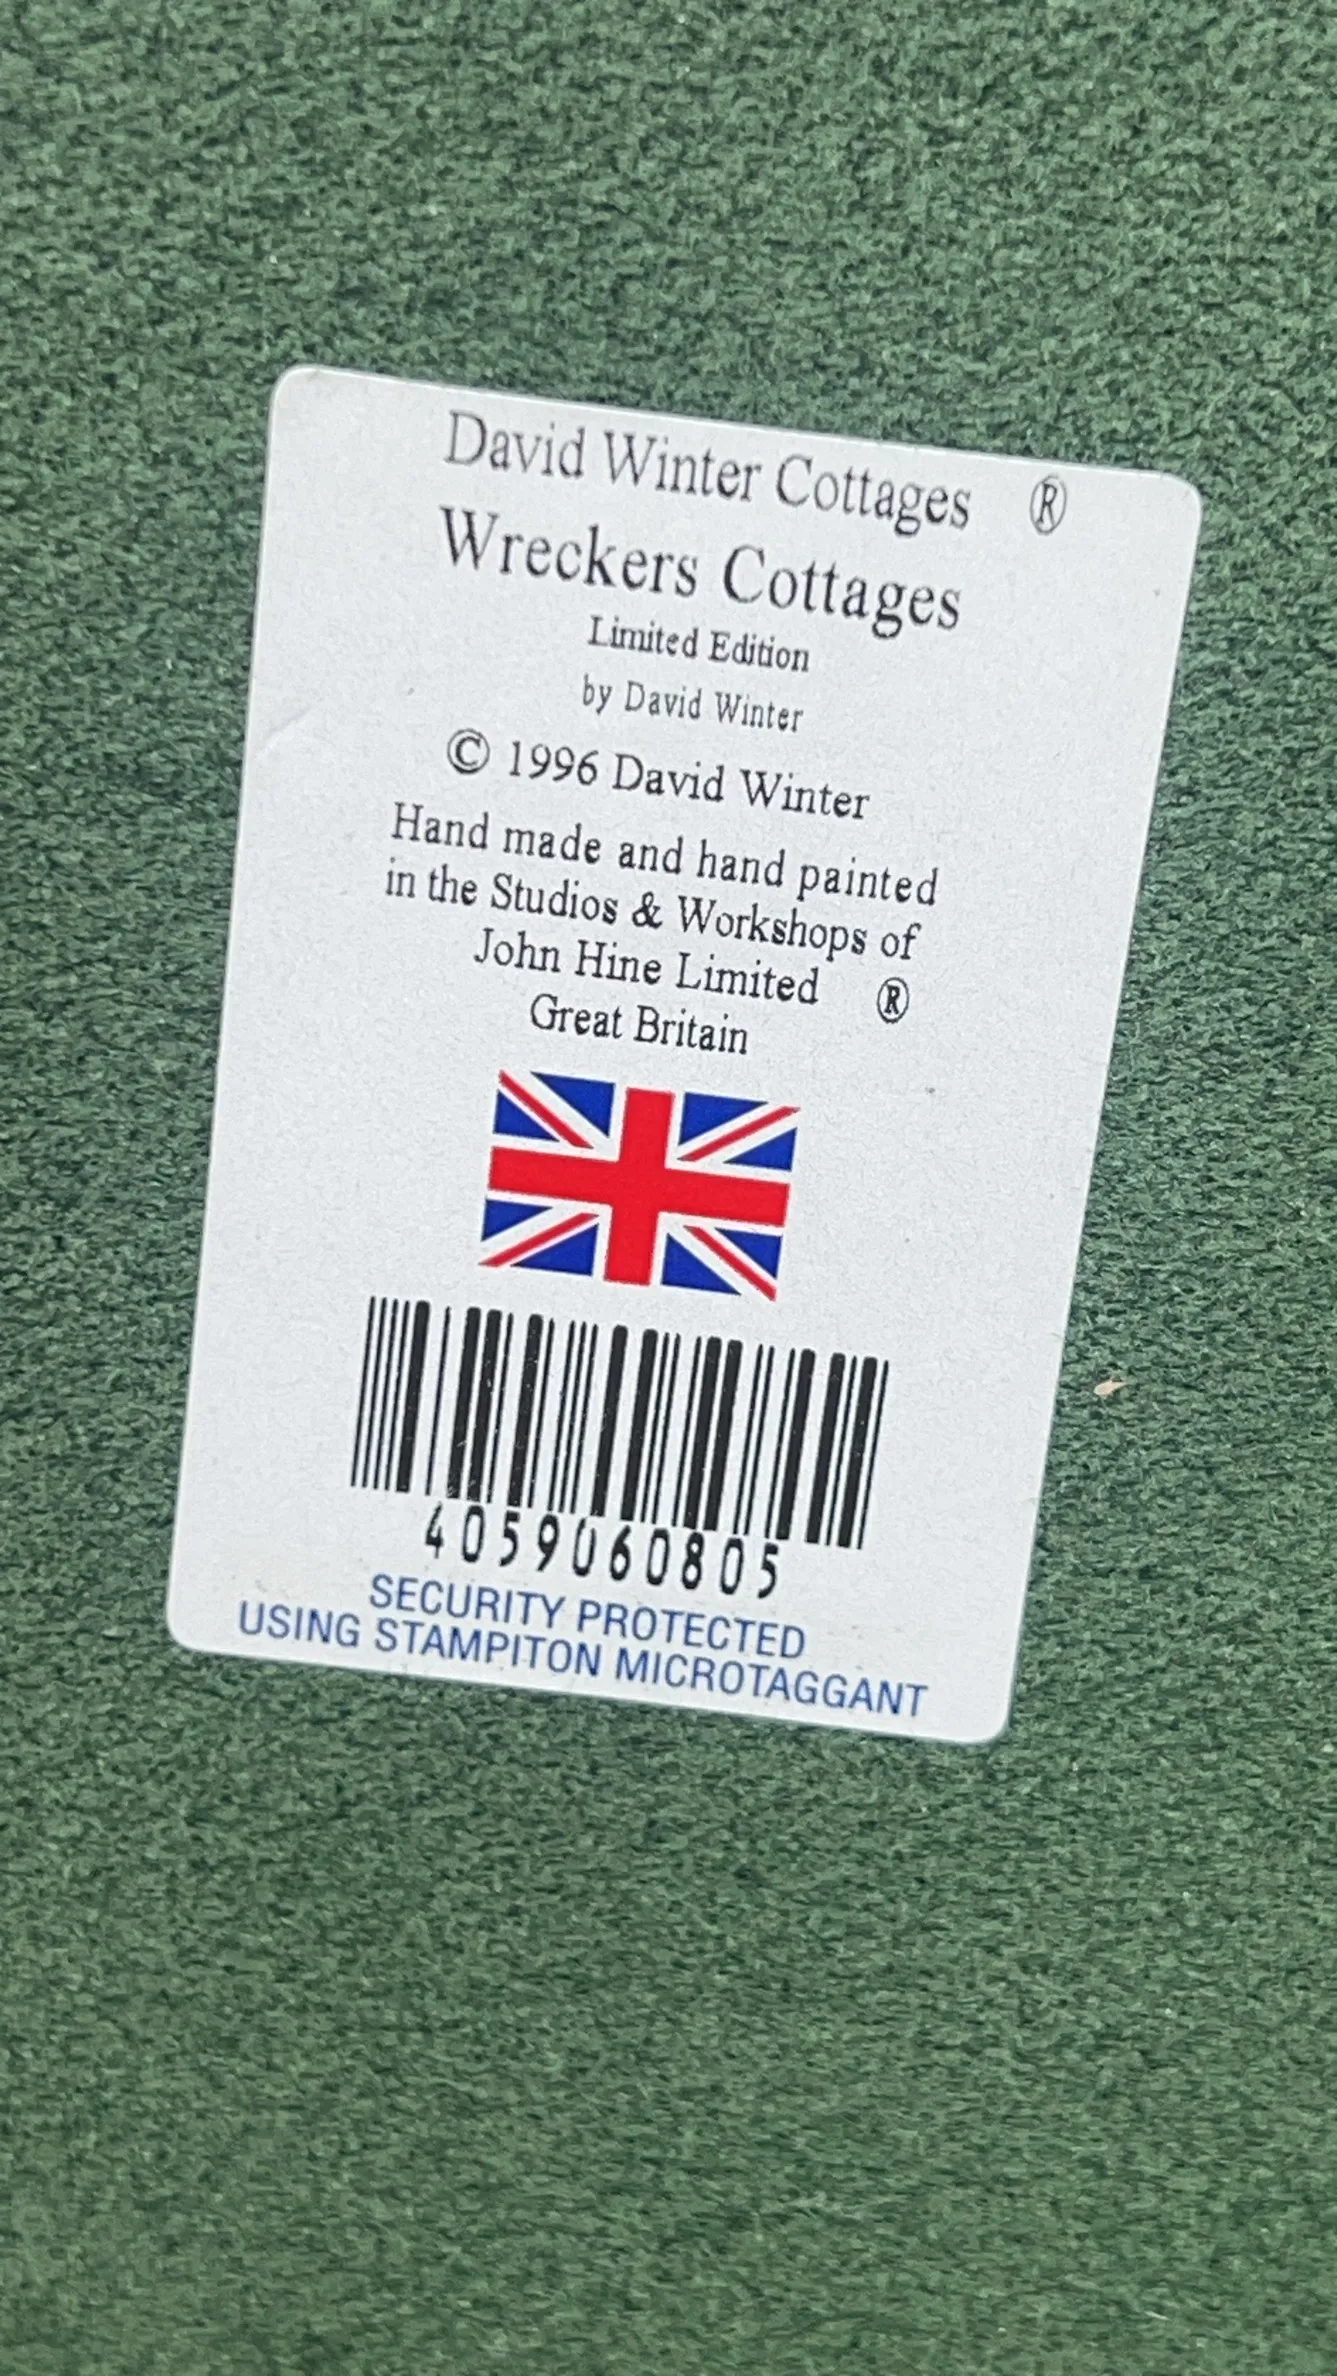 David Winter Cottages ®
Wreckers Cottages
Limited Edition
by David Winter
© 1996 David Winter
Hand made and hand painted
in the Studios & Workshops of
John Hine Limited ®
Great Britain
4059060805
SECURITY PROTECTED
USING STAMPITON MICROTAGGANT